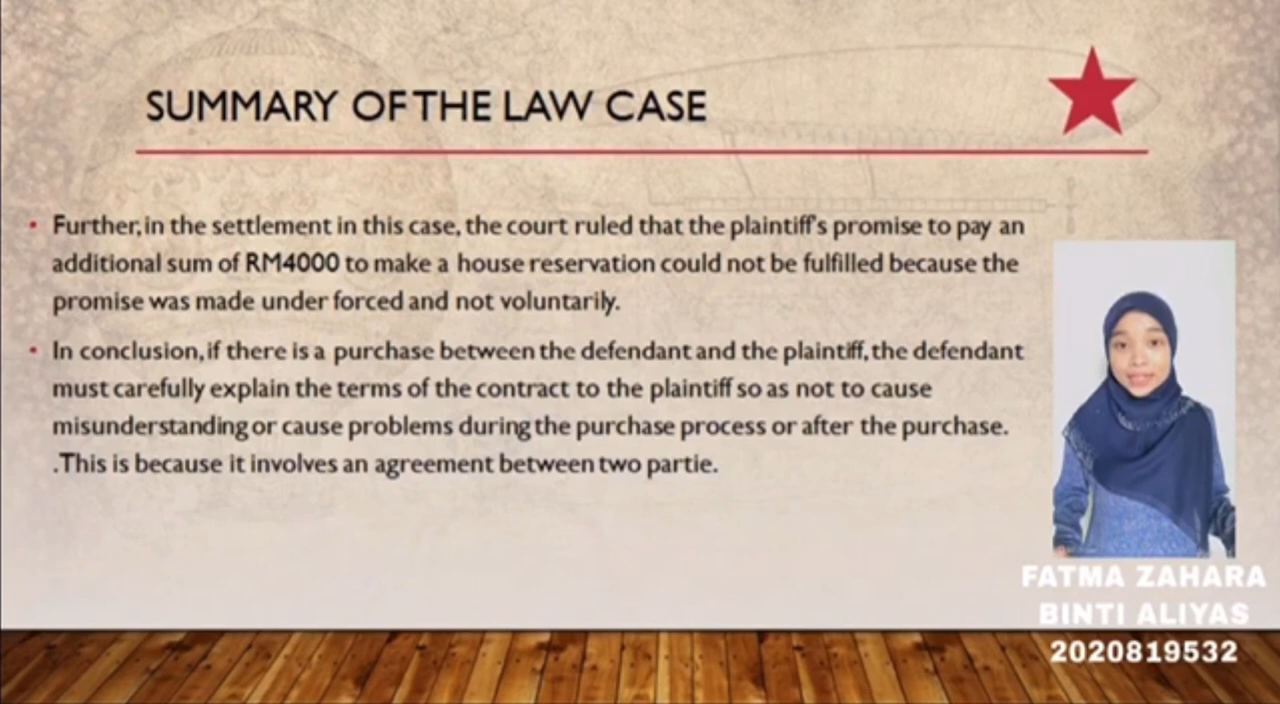 SUMMARY OF THE LAW CASE
• Further, in the settlement in this case, the court ruled that the plaintiff's promise to pay an
additional sum of RM4000 to make a house reservation could not be fulfilled because the
promise was made under forced and not voluntarily.
• In conclusion, if there is a purchase between the defendant and the plaintiff, the defendant
must carefully explain the terms of the contract to the plaintiff so as not to cause
misunderstanding or cause problems during the purchase process or after the purchase.
.This is because it involves an agreement between two partie.
FATMA ZAHARA
BINTI ALIYAS
2020819532